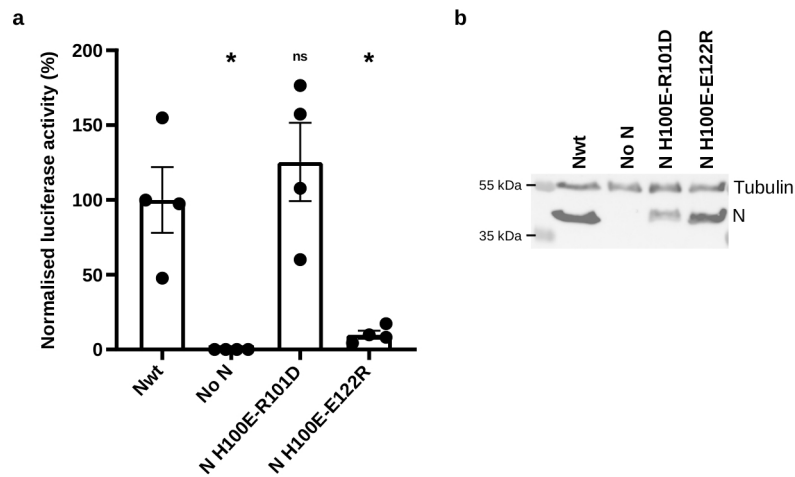 a
Normalised luciferase activity (%)
200
150
100
50
0
*
ns
*
Nwt
No N
N H100E-R101D
N H100E-E122R
b
Nwt
No N
N H100E-R101D
N H100E-E122R
55 kDa
35 kDa
Tubulin
N